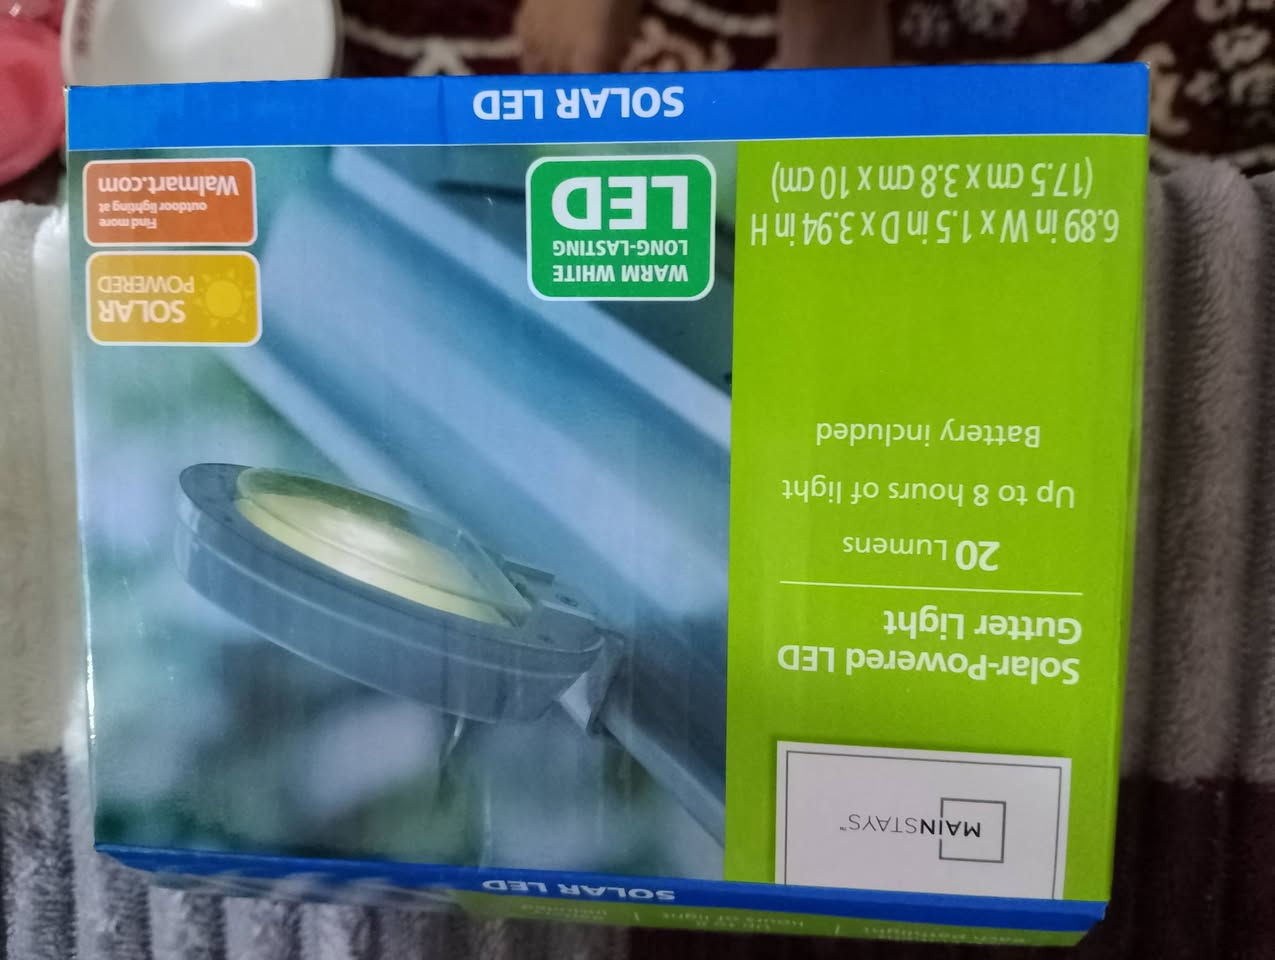 SOLAR LED
MAINSTAYS™
Solar-Powered LED
Gutter Light
20 Lumens
Up to 8 hours of light
Battery included
6.89 in W x 1.5 in D x 3.94 in H
(17.5 cm x 3.8 cm x 10 cm)
SOLAR
POWERED
Find more
outdoor lighting at
Walmart.com
WARM WHITE
LONG-LASTING
LED
SOLAR LED